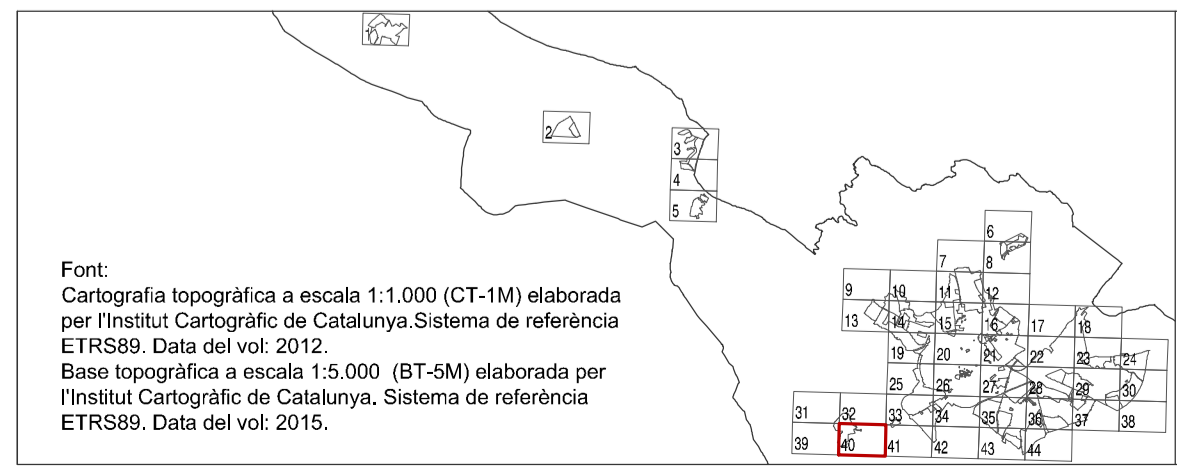 1
2
3
4
5
6
7 8
9 10 11 12
13 14 15 16 17 18
19 20 21 22 23 24
25 26 27 28 29 30
31 32 33 34 35 36 37 38
39 40 41 42 43 44
Font:
Cartografia topogràfica a escala 1:1.000 (CT-1M) elaborada
per l'Institut Cartogràfic de Catalunya.Sistema de referència
ETRS89. Data del vol: 2012.
Base topogràfica a escala 1:5.000 (BT-5M) elaborada per
l'Institut Cartogràfic de Catalunya. Sistema de referència
ETRS89. Data del vol: 2015.